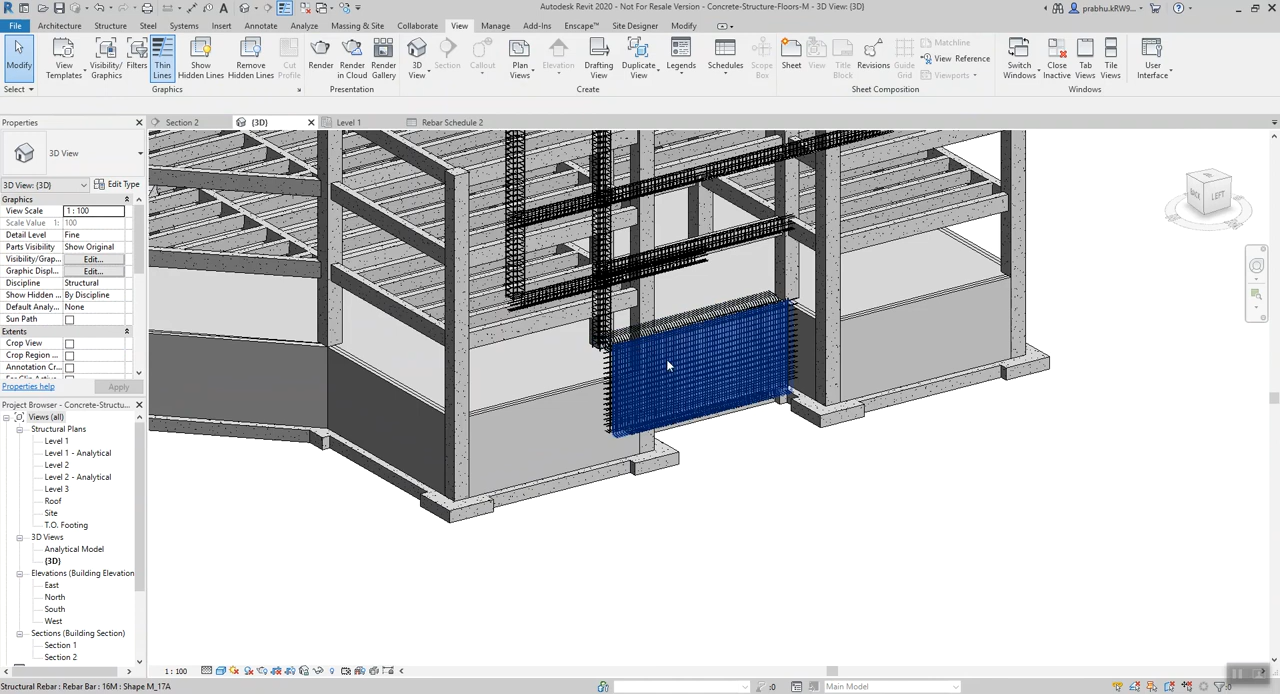 Autodesk Revit 2020 - Not For Resale Version - Concrete-Structure-Floors-M - 3D View: {3D}
prabhu.kRW9...
File Architecture Structure Steel Systems Insert Annotate Analyze Massing & Site Collaborate View Manage Add-Ins Enscape™ Site Designer Modify
Modify
View Templates
Visibility/ Graphics
Filters
Thin Lines
Show Hidden Lines
Remove Hidden Lines
Cut Profile
Render
Render in Cloud
Render Gallery
3D View
Section
Callout
Plan Views
Elevation
Drafting View
Duplicate View
Legends
Schedules
Scope Box
Sheet
View
Title Block
Revisions
Guide Grid
Matchline
View Reference
Viewports
Switch Windows
Close Inactive
Tab Views
Tile Views
User Interface
Select Graphics Presentation Create Sheet Composition Windows
Properties
Section 2 {3D} Level 1 Rebar Schedule 2
3D View
3D View: {3D} Edit Type
Graphics
View Scale 1 : 100
Scale Value 1: 100
Detail Level Fine
Parts Visibility Show Original
Visibility/Grap... Edit...
Graphic Displ... Edit...
Discipline Structural
Show Hidden ... By Discipline
Default Analy... None
Sun Path
Extents
Crop View
Crop Region ...
Annotation Cr...
Properties help Apply
Project Browser - Concrete-Structu...
Views (all)
Structural Plans
Level 1
Level 1 - Analytical
Level 2
Level 2 - Analytical
Level 3
Roof
Site
T.O. Footing
3D Views
Analytical Model
{3D}
Elevations (Building Elevation
East
North
South
West
Sections (Building Section)
Section 1
Section 2
BACK LEFT
1 : 100
Structural Rebar : Rebar Bar : 16M : Shape M_17A
:0
Main Model
:0